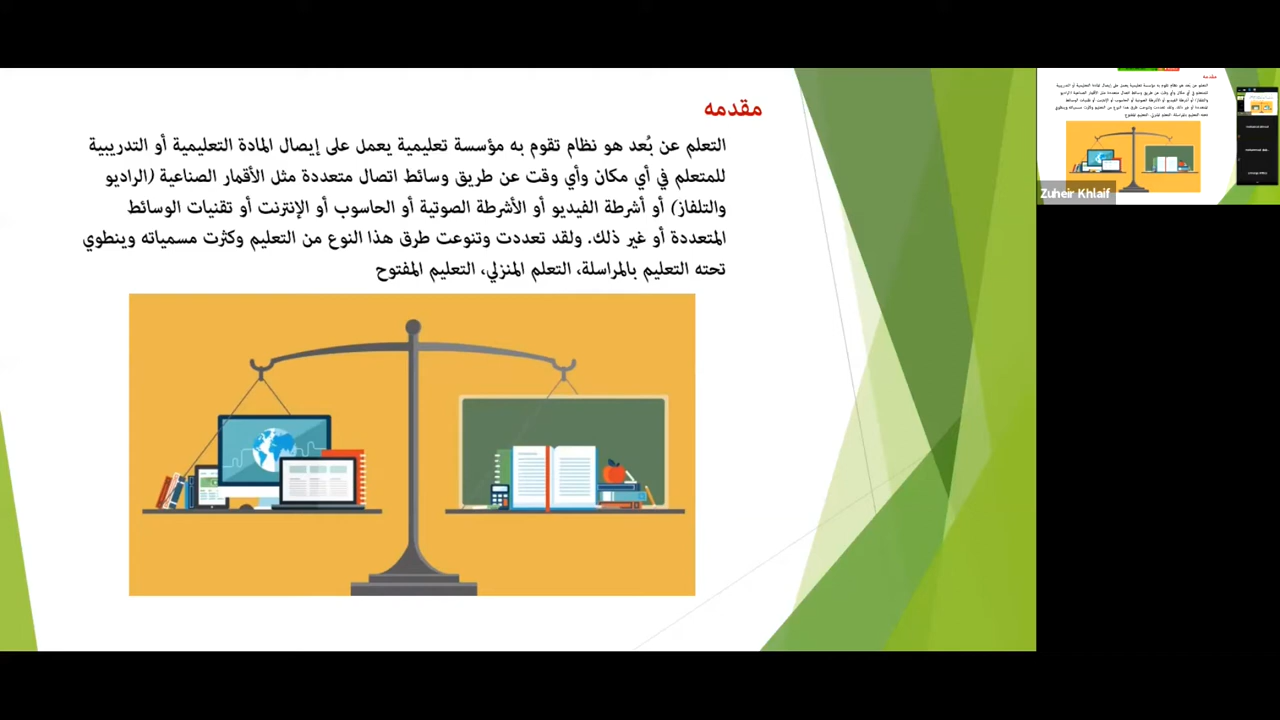 مقدمه
التعلم عن بُعد هو نظام تقوم به مؤسسة تعليمية يعمل على إيصال المادة التعليمية أو التدريبية
للمتعلم في أي مكان وأي وقت عن طريق وسائط اتصال متعددة مثل الأقمار الصناعية (الراديو
والتلفاز) أو أشرطة الفيديو أو الأشرطة الصوتية أو الحاسوب أو الإنترنت أو تقنيات الوسائط
المتعددة أو غير ذلك. ولقد تعددت وتنوعت طرق هذا النوع من التعليم وكثرت مسمياته وينطوي
تحته التعليم بالمراسلة، التعلم المنزلي، التعليم المفتوح
Zuheir Khlaif